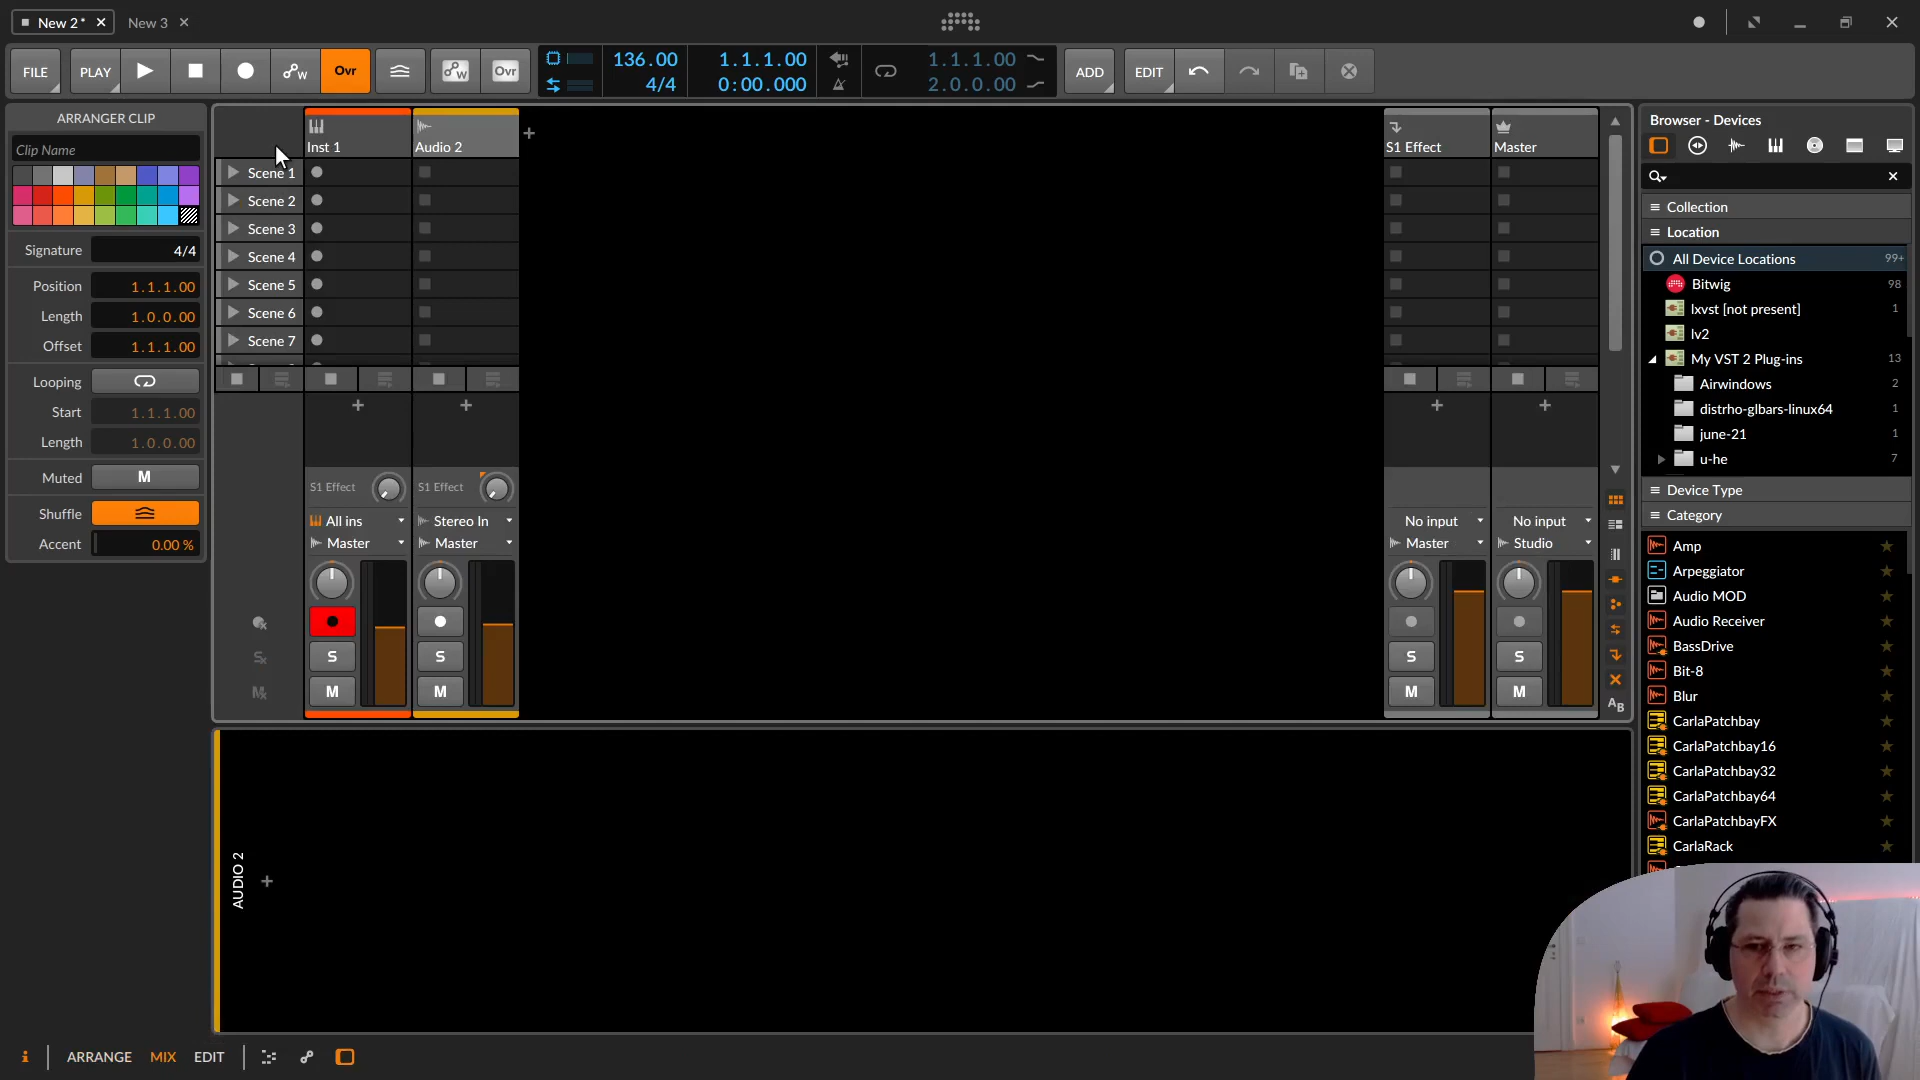 New 2* ×
New 3 ×
FILE
PLAY
Ovr
Ovr
136.00
4/4
1.1.1.00
0:00.000
1.1.1.00
2.0.0.00
ADD
EDIT
ARRANGER CLIP
Clip Name
Signature 4/4
Position 1.1.1.00
Length 1.0.0.00
Offset 1.1.1.00
Looping
Start 1.1.1.00
Length 1.0.0.00
Muted M
Shuffle
Accent 0.00 %
Inst 1
Audio 2
S1 Effect
Master
Scene 1
Scene 2
Scene 3
Scene 4
Scene 5
Scene 6
Scene 7
S1 Effect
S1 Effect
All ins
Stereo In
No input
No input
Master
Master
Master
Studio
S S S S
M M M M
AB
AUDIO 2
Browser - Devices
Collection
Location
All Device Locations 99+
Bitwig 98
lxvst [not present] 1
lv2
My VST 2 Plug-ins 13
Airwindows 2
distrho-glbars-linux64 1
june-21 1
u-he 7
Device Type
Category
Amp
Arpeggiator
Audio MOD
Audio Receiver
BassDrive
Bit-8
Blur
CarlaPatchbay
CarlaPatchbay16
CarlaPatchbay32
CarlaPatchbay64
CarlaPatchbayFX
CarlaRack
i
ARRANGE MIX EDIT